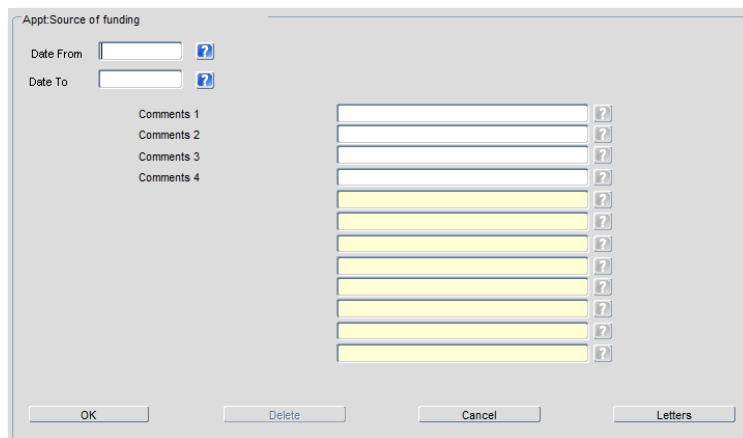 Appt:Source of funding
Date From ?
Date To ?
Comments 1 ?
Comments 2 ?
Comments 3 ?
Comments 4 ?
?
?
?
?
?
?
?
?
OK Delete Cancel Letters